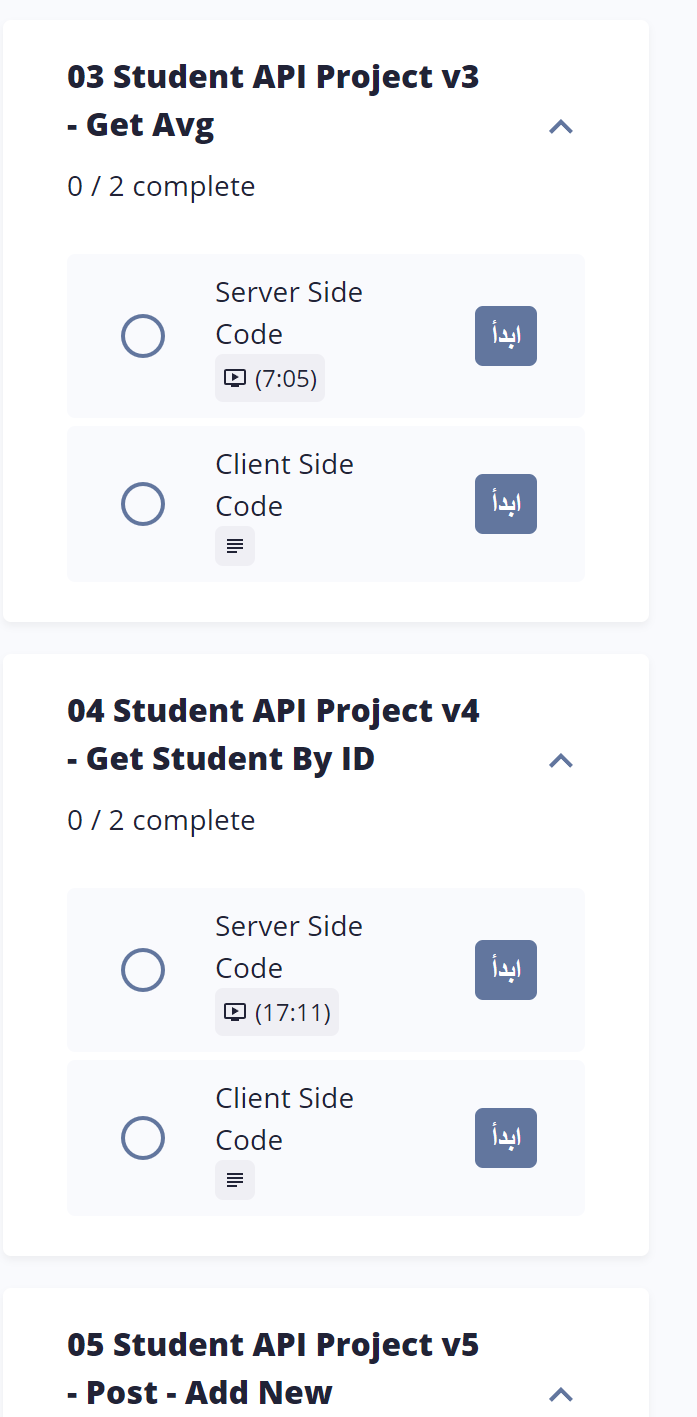 03 Student API Project v3
- Get Avg
0 / 2 complete
Server Side
Code
(7:05)
ابدأ
Client Side
Code
ابدأ
04 Student API Project v4
- Get Student By ID
0 / 2 complete
Server Side
Code
(17:11)
ابدأ
Client Side
Code
ابدأ
05 Student API Project v5
- Post - Add New